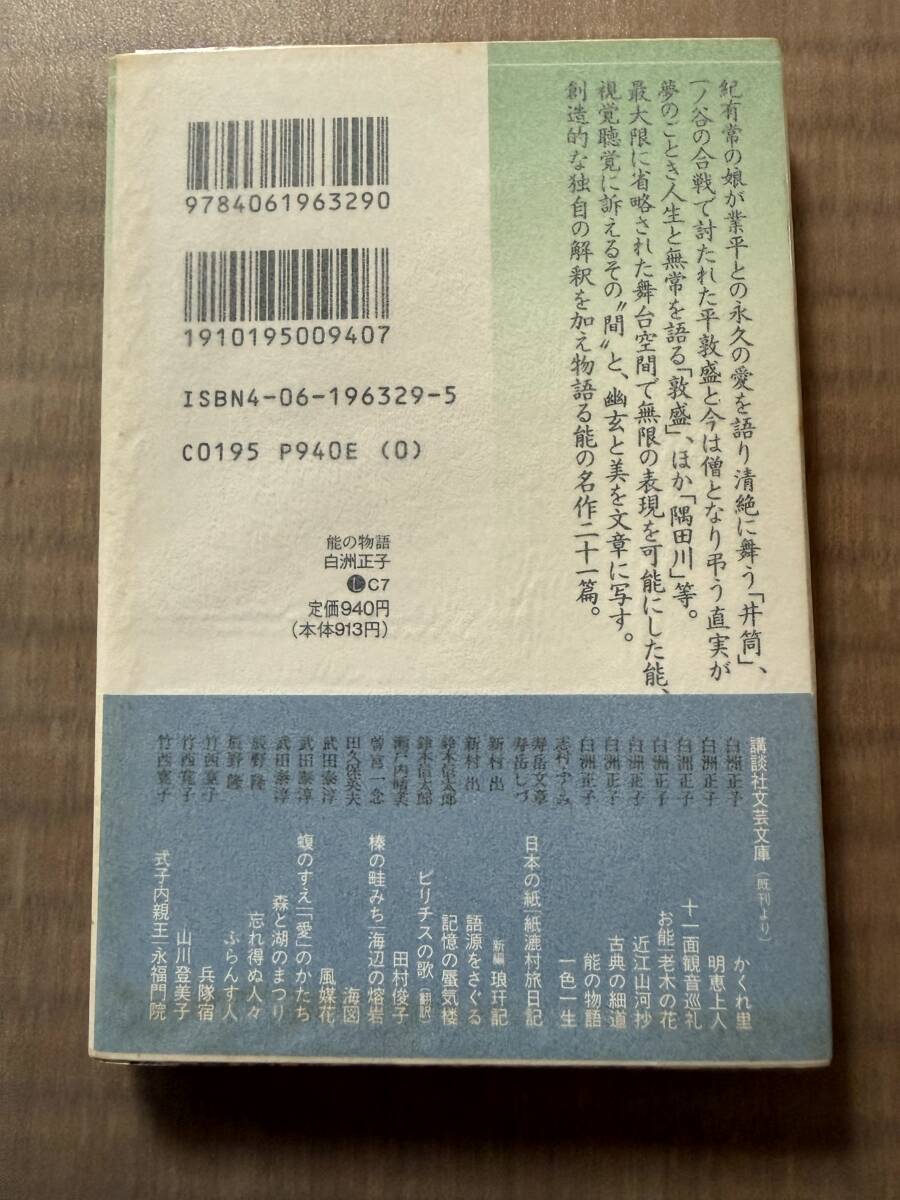 紀有常の娘が業平との永久の愛を語り清絶に舞う「井筒」、
一ノ谷の合戦で討たれた平敦盛と今は僧となり弔う直実が
夢のごとき人生と無常を語る「敦盛」、ほか「隅田川」等。
最大限に省略された舞台空間で無限の表現を可能にした能、
視覚聴覚に訴えるその〝間〟と、幽玄と美を文章に写す。
創造的な独自の解釈を加え物語る能の名作二十一篇。
9784061963290
1910195009407
ISBN4-06-196329-5
C0195 P940E (0)
能の物語
白洲正子
C7
定価940円
(本体913円)
講談社文芸文庫 (既刊より)
白洲正子 かくれ里
白洲正子 明恵上人
白洲正子 十一面観音巡礼
白洲正子 お能│老木の花
白洲正子 近江山河抄
白洲正子 古典の細道
白洲正子 能の物語
志村ふくみ 一色一生
寿岳文章
寿岳しづ 日本の紙│紙漉村旅日記
新村出 新編 琅玕記
新村出 語源をさぐる
鈴木信太郎 記憶の蜃気楼
鈴木信太郎 ビリチスの歌(翻訳)
瀬戸内晴美 田村俊子
曽宮一念 榛の畦みち│海辺の熔岩
田久保英夫 海図
武田泰淳 風媒花
武田泰淳 蝮のすえ│「愛」のかたち
武田泰淳 森と湖のまつり
辰野隆 忘れ得ぬ人々
辰野隆 ふらんす人
竹西寛子 兵隊宿
竹西寛子 山川登美子
竹西寛子 式子内親王│永福門院